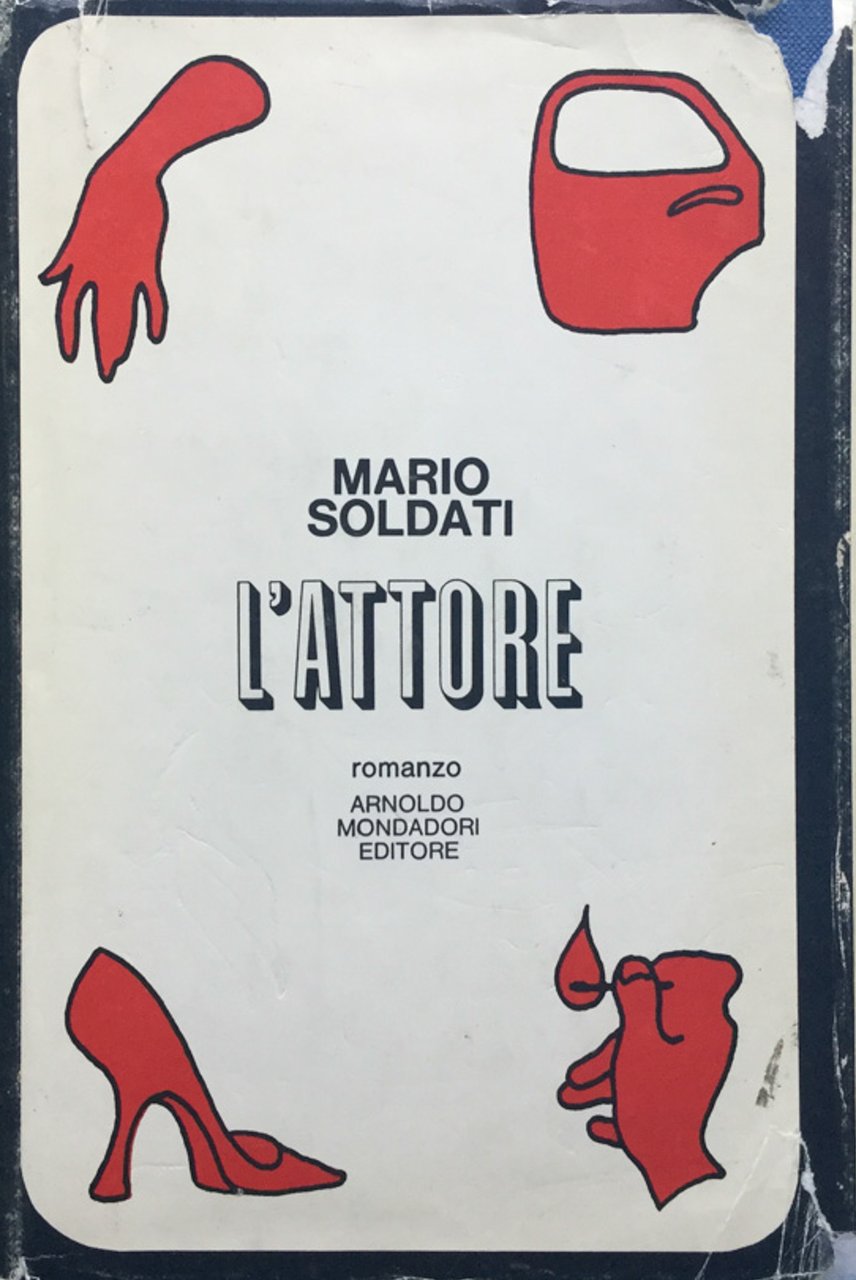 MARIO
SOLDATI
L'ATTORE
romanzo
ARNOLDO
MONDADORI
EDITORE